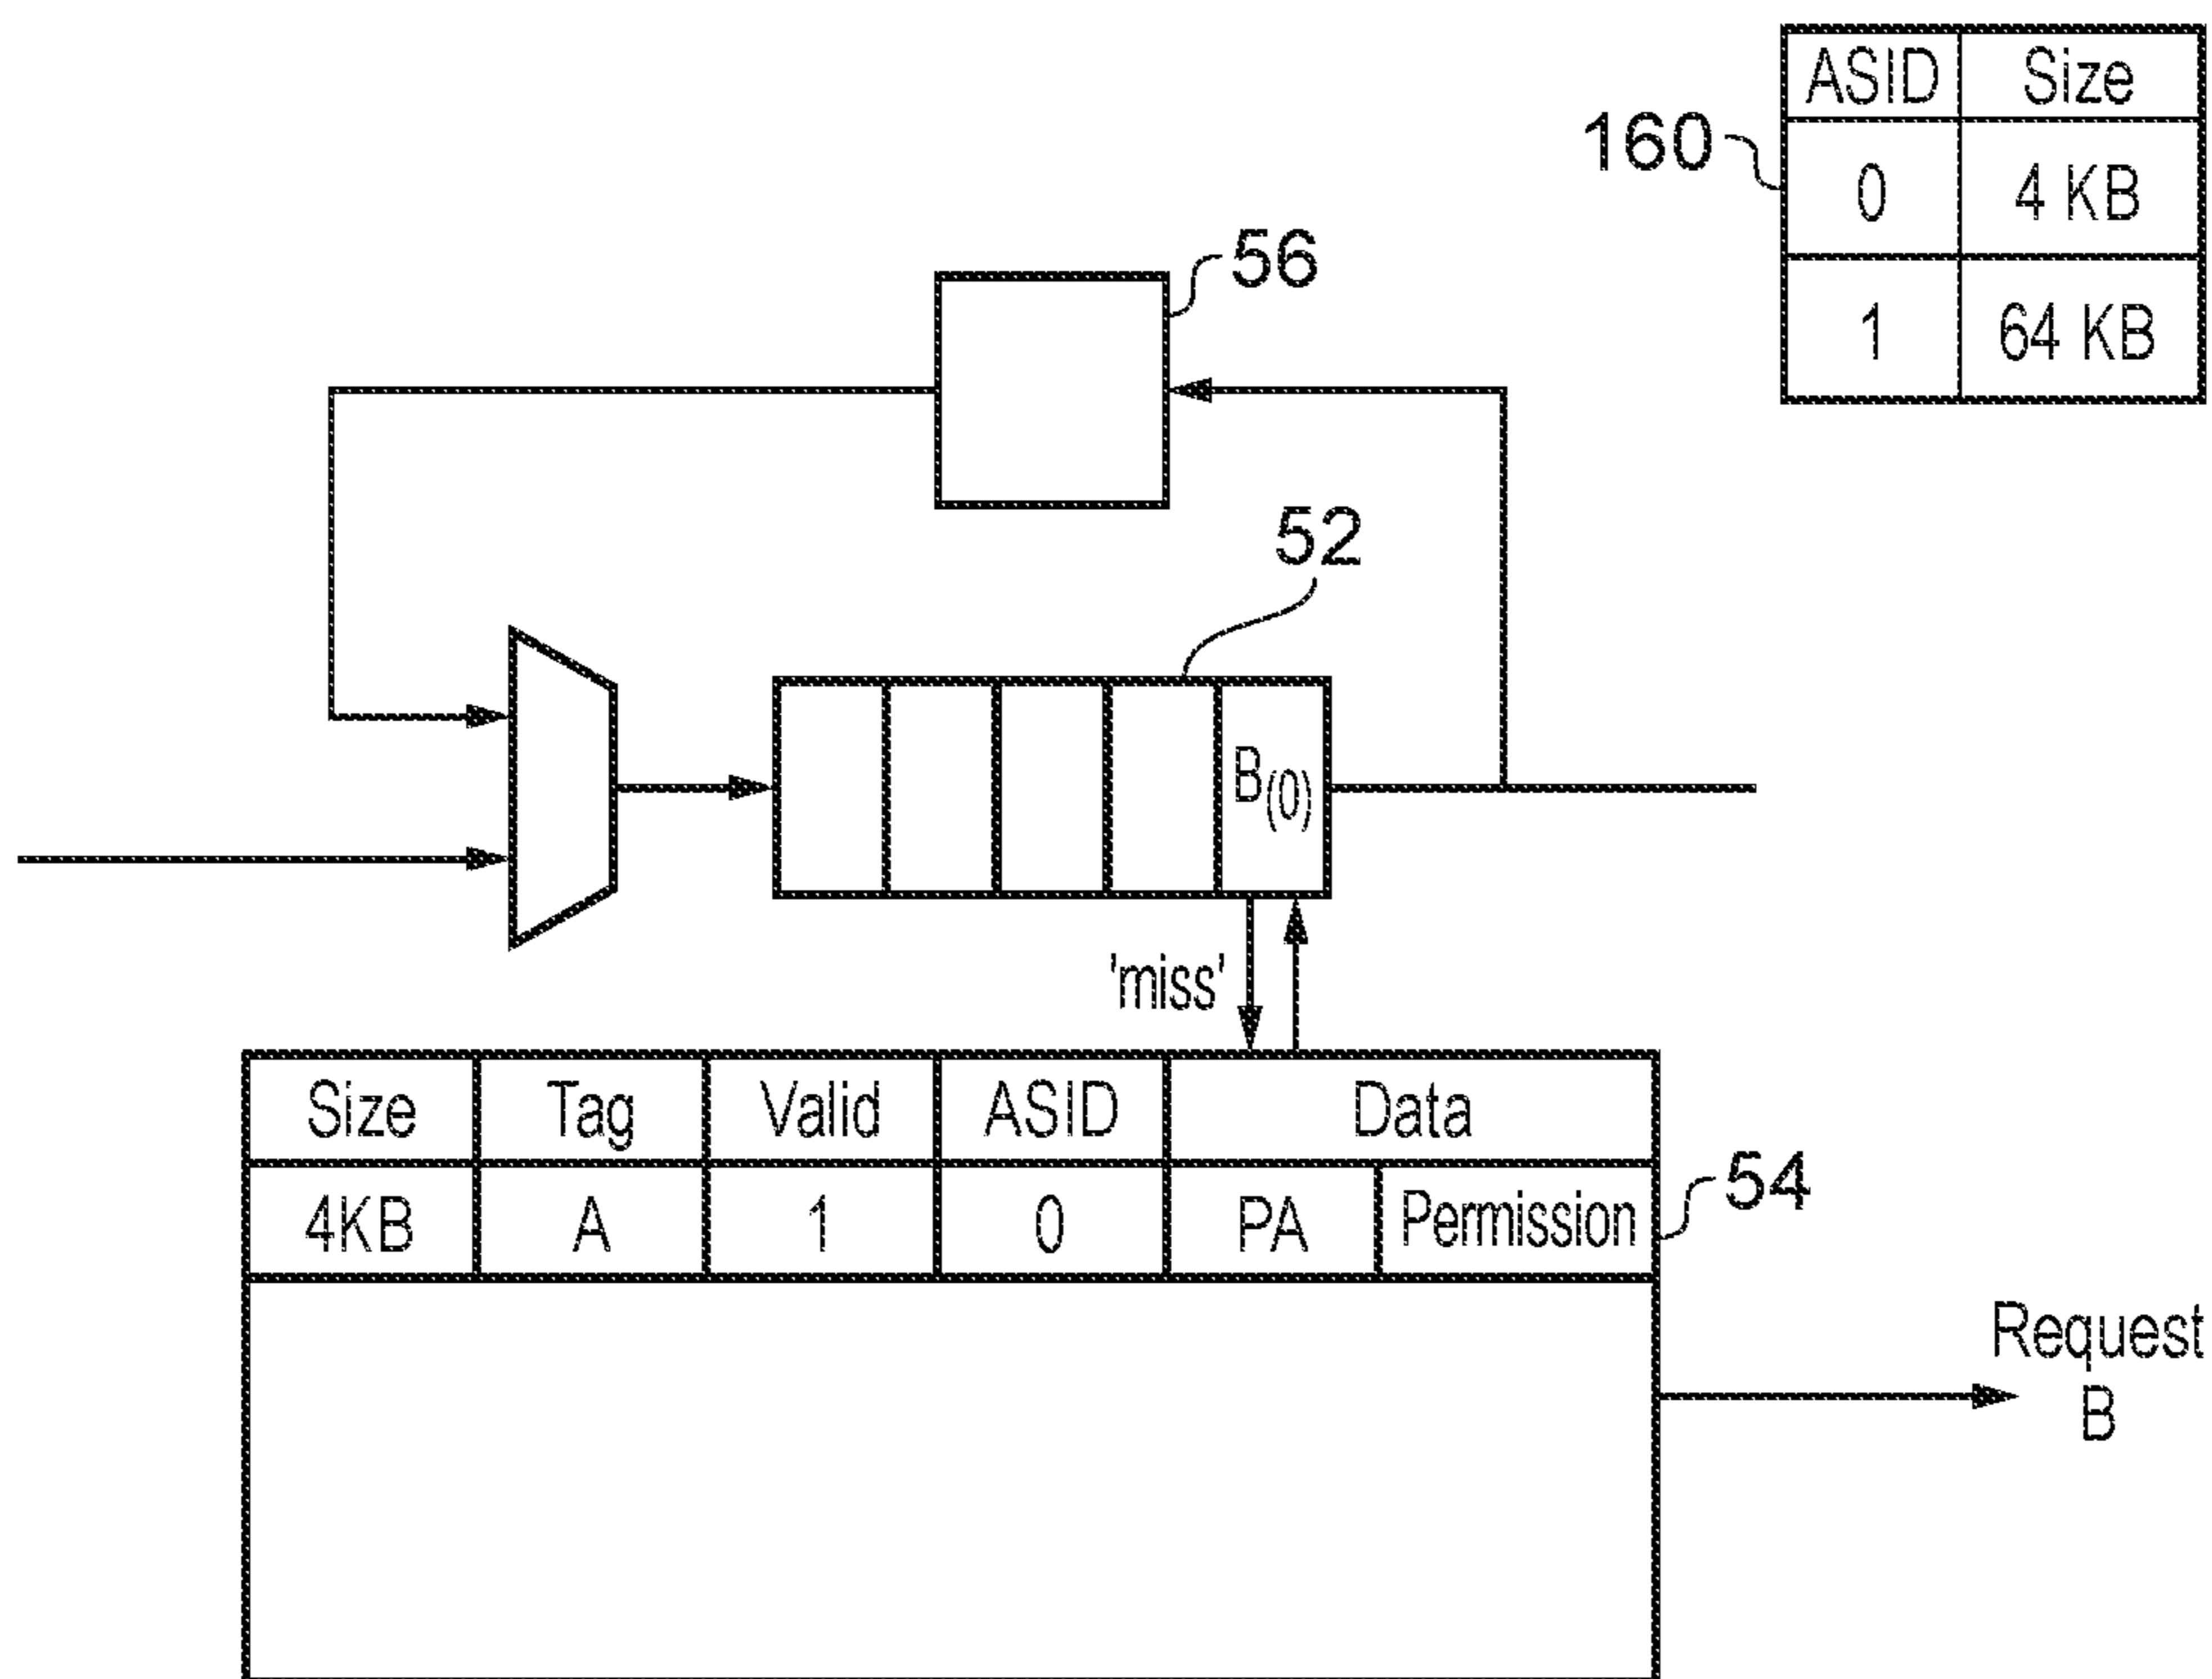 ASID Size
160
0 4 KB
1 64 KB
56
52
B(0)
'miss'
Size Tag Valid ASID Data
4KB A 1 0 PA Permission
54
Request
B